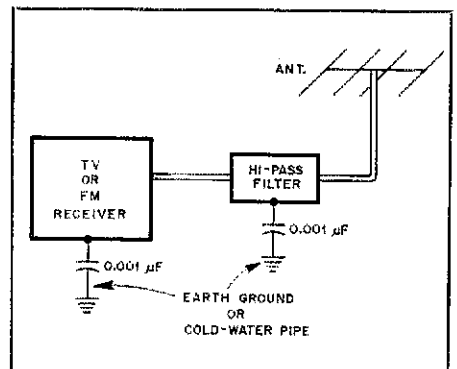 ANT.
TV
OR
FM
RECEIVER
HI-PASS
FILTER
0.001 µF
0.001 µF
EARTH GROUND
OR
COLD-WATER PIPE